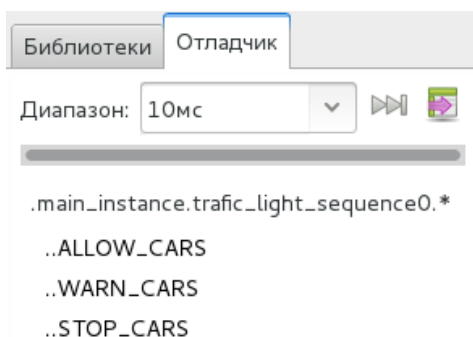 Библиотеки Отладчик
Диапазон: 10мс
.main_instance.trafic_light_sequence0.*
..ALLOW_CARS
..WARN_CARS
..STOP_CARS